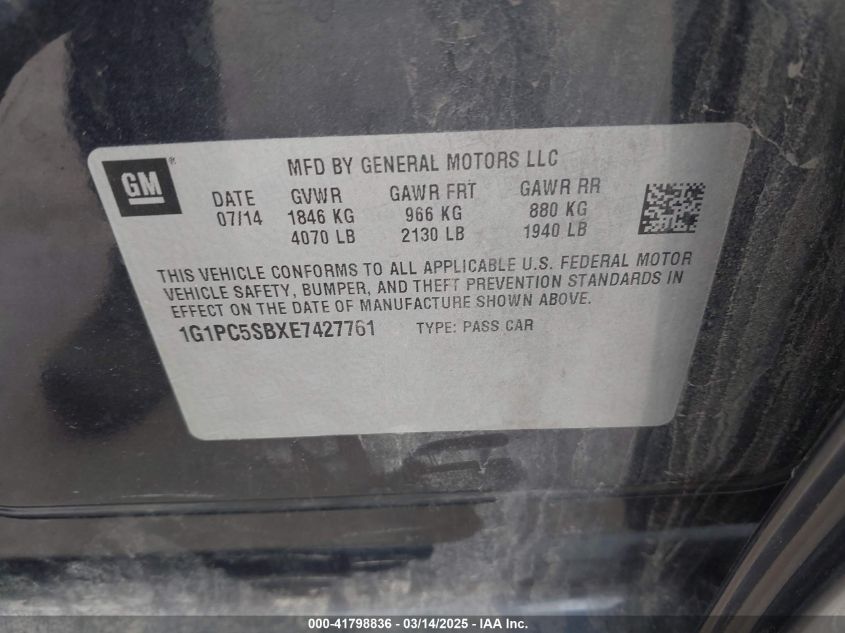 GM ®
MFD BY GENERAL MOTORS LLC
DATE GVWR GAWR FRT GAWR RR
07/14 1846 KG 966 KG 880 KG
4070 LB 2130 LB 1940 LB
THIS VEHICLE CONFORMS TO ALL APPLICABLE U.S. FEDERAL MOTOR
VEHICLE SAFETY, BUMPER, AND THEFT PREVENTION STANDARDS IN
EFFECT ON THE DATE OF MANUFACTURE SHOWN ABOVE.
1G1PC5SBXE7427761 TYPE: PASS CAR
000-41798836 - 03/14/2025 - IAA Inc.